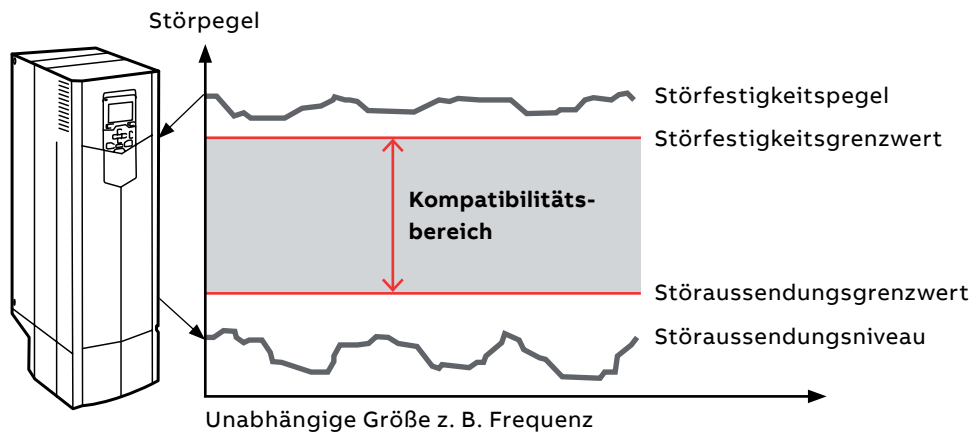 Störpegel
Störfestigkeitspegel
Störfestigkeitsgrenzwert
Kompatibilitäts-
bereich
Störaussendungsgrenzwert
Störaussendungsniveau
Unabhängige Größe z. B. Frequenz